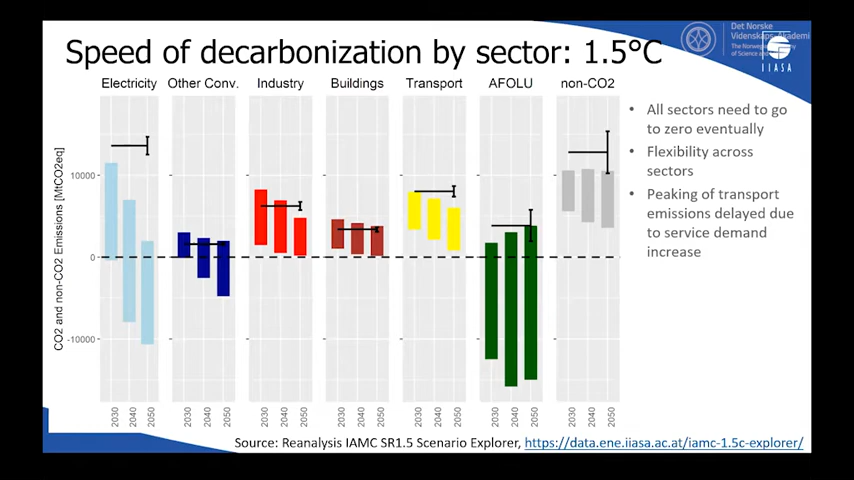 Speed of decarbonization by sector: 1.5°C
Det Norske
Videnskaps-Akademi
The Norwegian
of Science and
IIASA
Electricity
Other Conv.
Industry
Buildings
Transport
AFOLU
non-CO2
CO2 and non-CO2 Emissions [MtCO2eq]
10000
0
-10000
2030 2040 2050
2030 2040 2050
2030 2040 2050
2030 2040 2050
2030 2040 2050
2030 2040 2050
2030 2040 2050
• All sectors need to go
to zero eventually
• Flexibility across
sectors
• Peaking of transport
emissions delayed due
to service demand
increase
Source: Reanalysis IAMC SR1.5 Scenario Explorer, https://data.ene.iiasa.ac.at/iamc-1.5c-explorer/